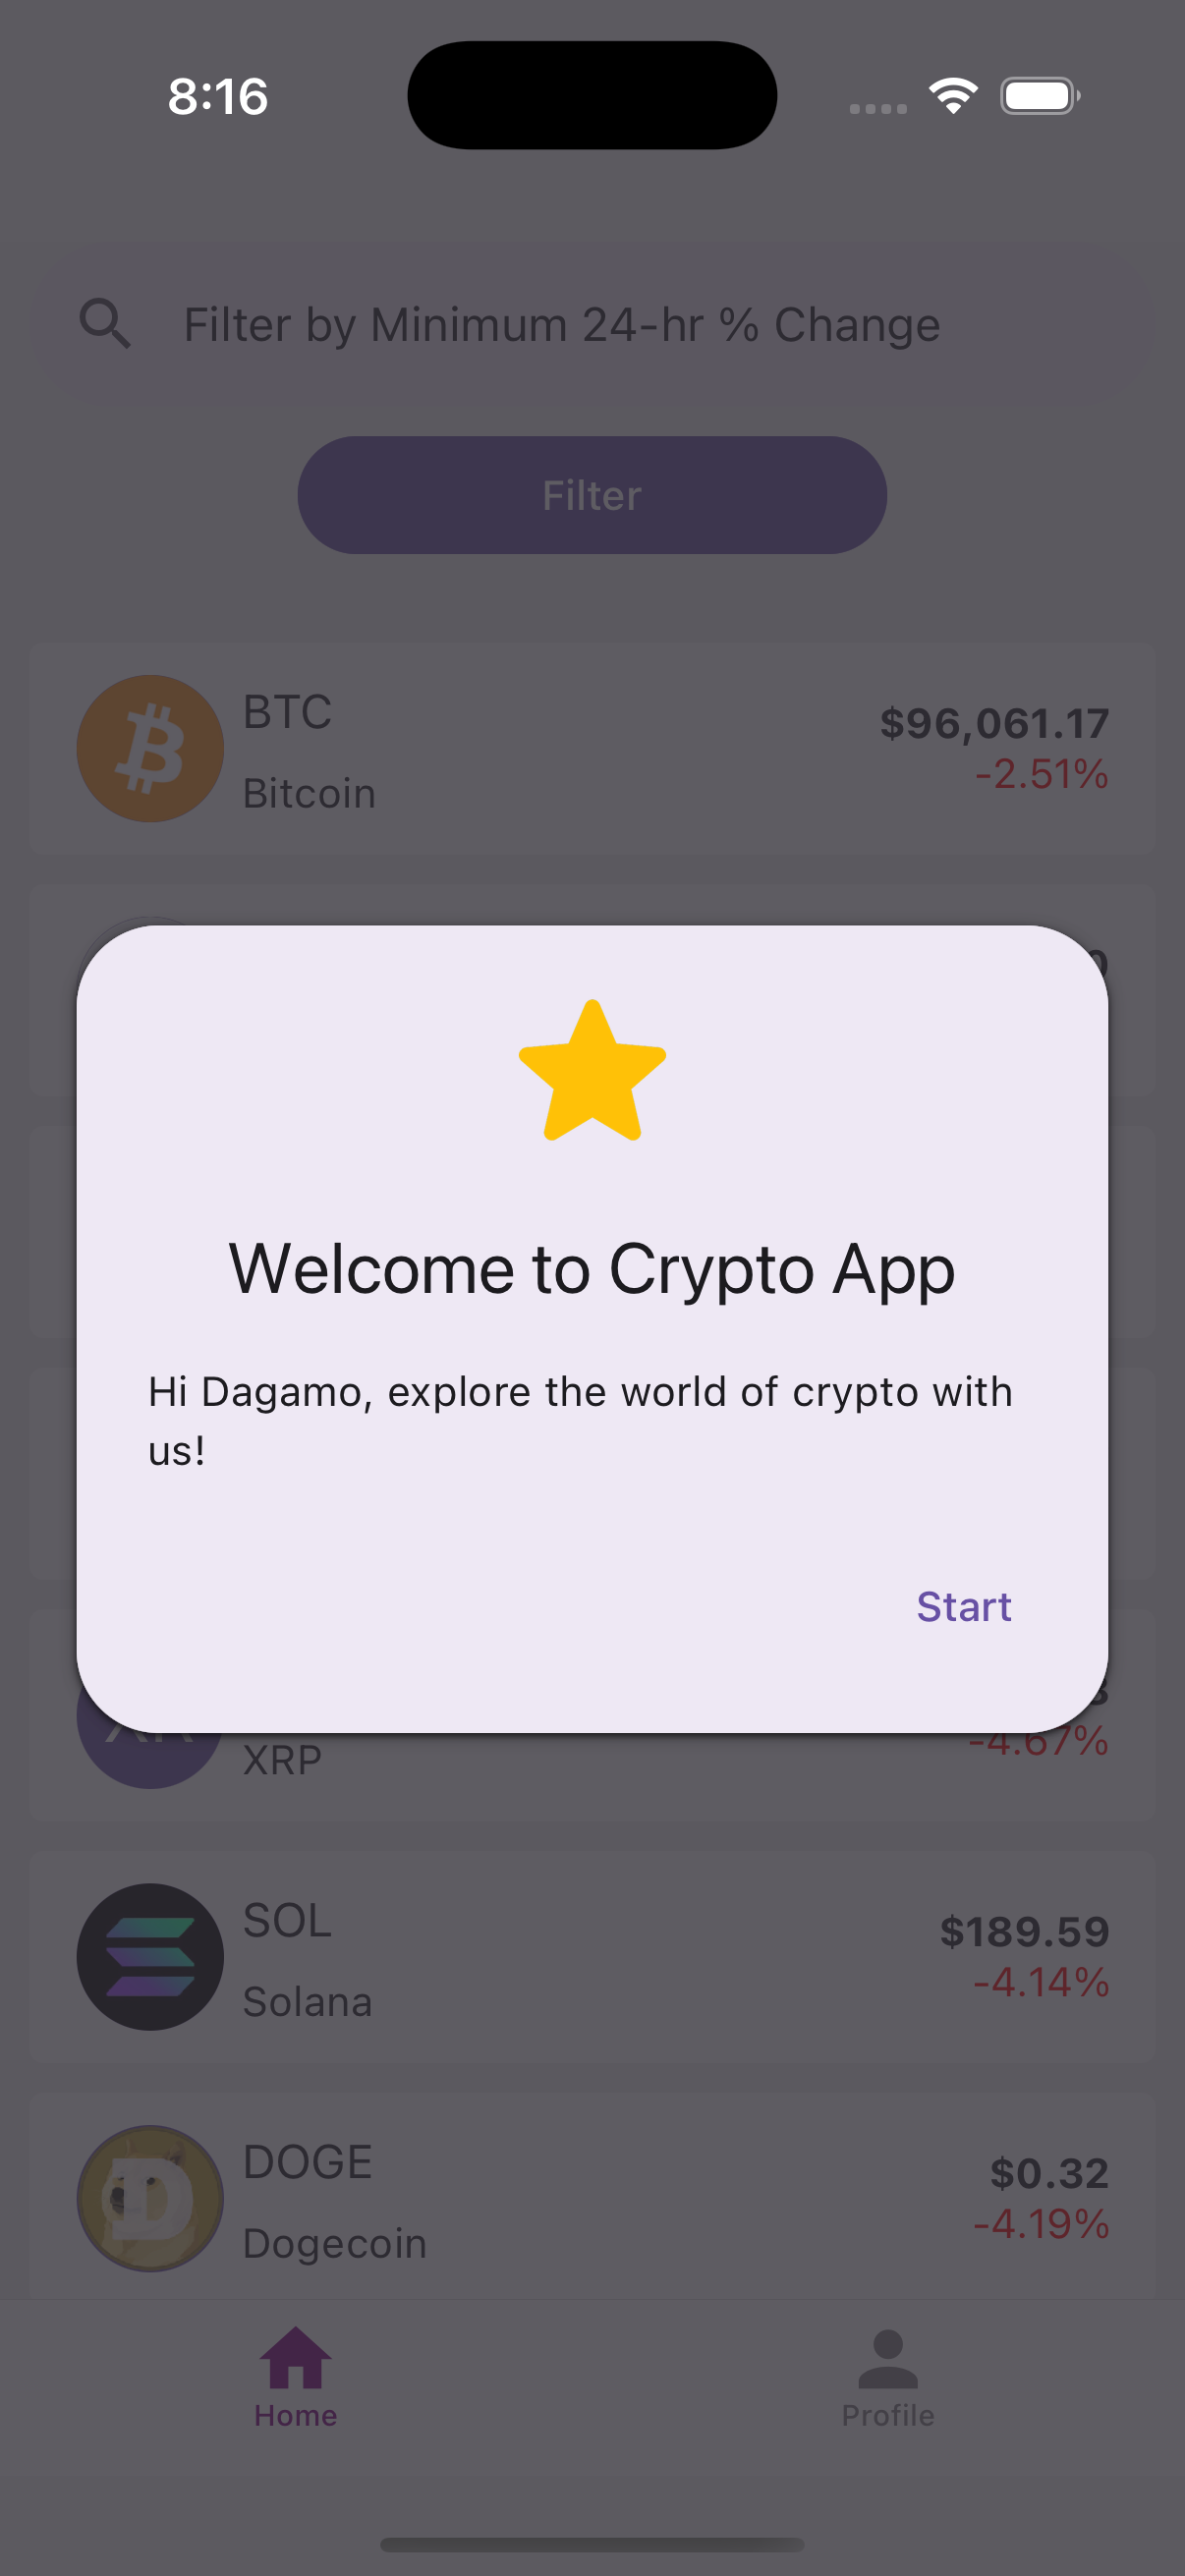 8:16
Filter by Minimum 24-hr % Change
Filter
BTC
$96,061.17
-2.51%
Bitcoin
Welcome to Crypto App
Hi Dagamo, explore the world of crypto with
us!
Start
-4.67%
XRP
SOL
$189.59
-4.14%
Solana
DOGE
$0.32
-4.19%
Dogecoin
Home
Profile